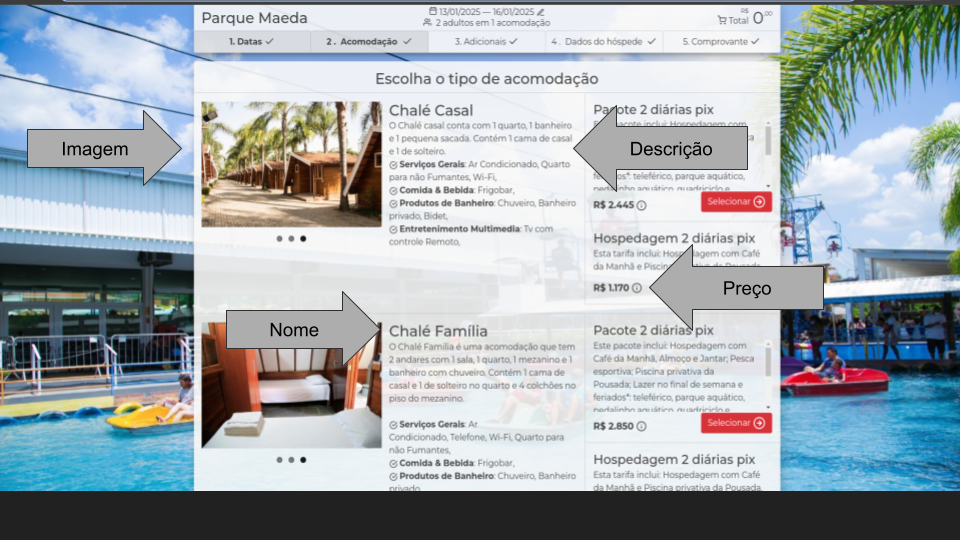 Parque Maeda
13/01/2025 — 16/01/2025
2 adultos em 1 acomodação
R$
Total 0,00
1. Datas
2. Acomodação
3. Adicionais
4. Dados do hóspede
5. Comprovante
Escolha o tipo de acomodação
Imagem
Chalé Casal
O Chalé casal conta com 1 quarto, 1 banheiro
e 1 pequena sacada. Contém 1 cama de casal
e 1 de solteiro.
Serviços Gerais: Ar Condicionado, Quarto
para não Fumantes, Wi-Fi,
Comida & Bebida: Frigobar,
Produtos de Banheiro: Chuveiro, Banheiro
privado, Bidet,
Entretenimento Multimedia: Tv com
controle Remoto,
Descrição
Pacote 2 diárias pix
pacote inclui: Hospedagem com
feriados*: teleférico, parque aquático,
pedalinho aquático, quadriciclo e
R$ 2.445
Selecionar
Hospedagem 2 diárias pix
Esta tarifa inclui: Hospedagem com Café
da Manhã e Piscina privativa da Pousada
R$ 1.170
Preço
Nome
Chalé Família
O Chalé Familia é uma acomodação que tem
2 andares com 1 sala, 1 quarto, 1 mezanino e 1
banheiro com chuveiro. Contém 1 cama de
casal e 1 de solteiro no quarto e 4 colchões no
piso do mezanino.
Serviços Gerais: Ar
Condicionado, Telefone, Wi-Fi, Quarto para
não Fumantes,
Comida & Bebida: Frigobar,
Produtos de Banheiro: Chuveiro, Banheiro
privado
Pacote 2 diárias pix
Este pacote inclui: Hospedagem com
Café da Manhã, Almoço e Jantar; Pesca
esportiva; Piscina privativa da
Pousada; Lazer no final de semana e
feriados*: teleférico, parque aquático,
pedalinho aquático, quadriciclo e
R$ 2.850
Selecionar
Hospedagem 2 diárias pix
Esta tarifa inclui: Hospedagem com Café
da Manhã e Piscina privativa da Pousada.